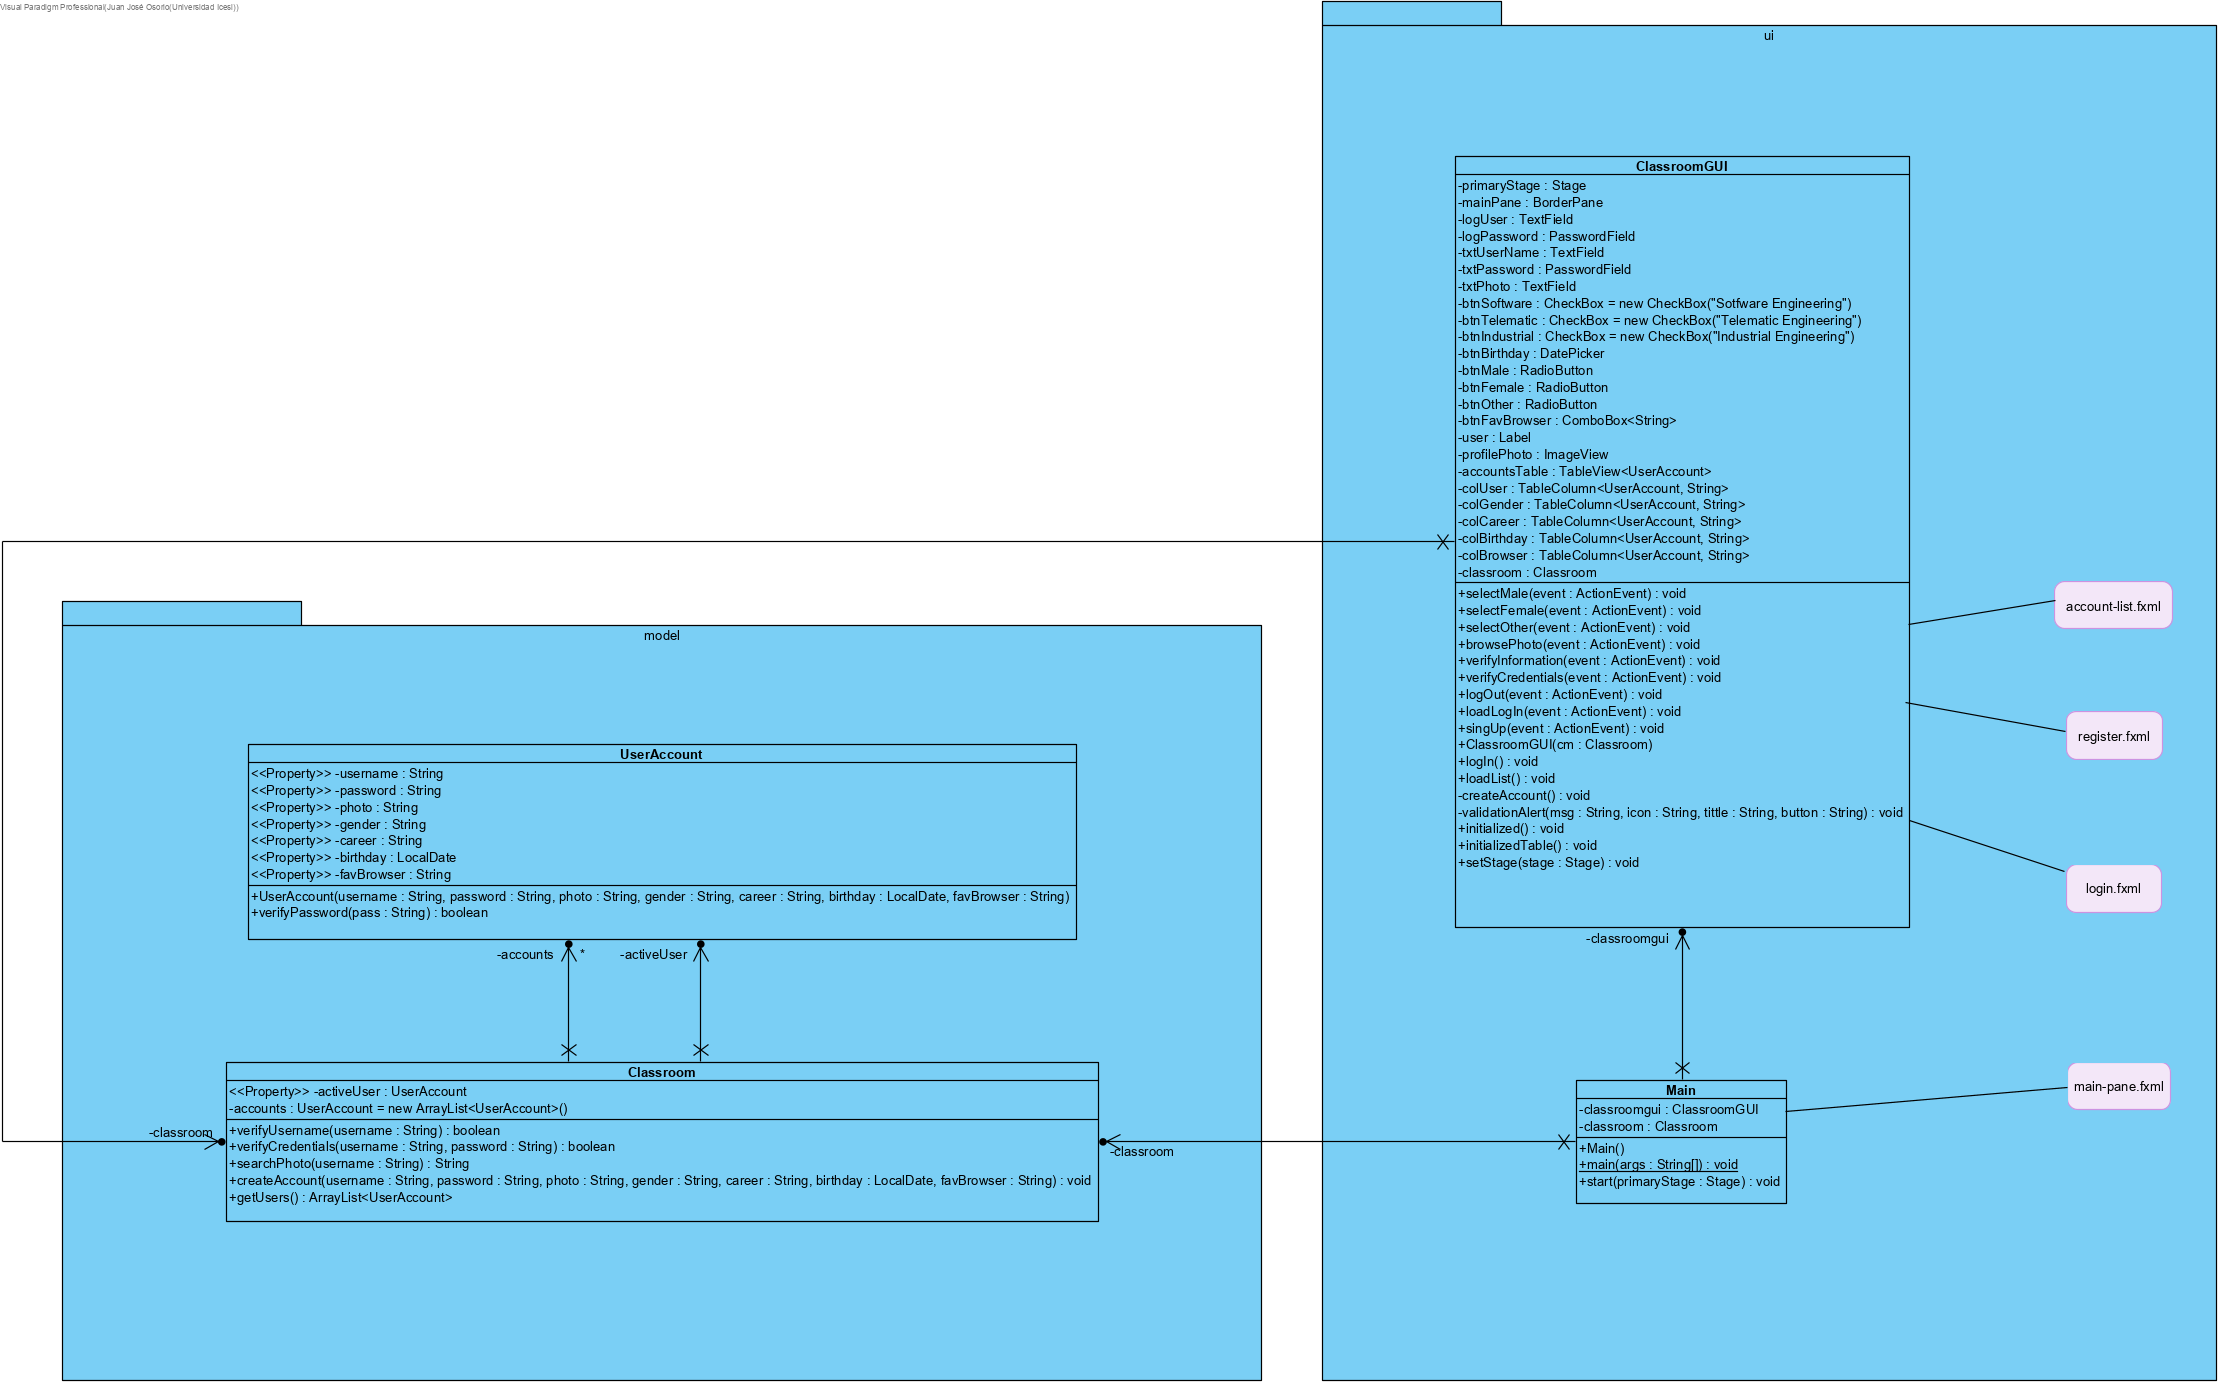 Visual Paradigm Professional(Juan José Osorio(Universidad Icesi))
ui
ClassroomGUI
-primaryStage : Stage
-mainPane : BorderPane
-logUser : TextField
-logPassword : PasswordField
-txtUserName : TextField
-txtPassword : PasswordField
-txtPhoto : TextField
-btnSoftware : CheckBox = new CheckBox("Sotfware Engineering")
-btnTelematic : CheckBox = new CheckBox("Telematic Engineering")
-btnIndustrial : CheckBox = new CheckBox("Industrial Engineering")
-btnBirthday : DatePicker
-btnMale : RadioButton
-btnFemale : RadioButton
-btnOther : RadioButton
-btnFavBrowser : ComboBox<String>
-user : Label
-profilePhoto : ImageView
-accountsTable : TableView<UserAccount>
-colUser : TableColumn<UserAccount, String>
-colGender : TableColumn<UserAccount, String>
-colCareer : TableColumn<UserAccount, String>
-colBirthday : TableColumn<UserAccount, String>
-colBrowser : TableColumn<UserAccount, String>
-classroom : Classroom
+selectMale(event : ActionEvent) : void
+selectFemale(event : ActionEvent) : void
+selectOther(event : ActionEvent) : void
+browsePhoto(event : ActionEvent) : void
+verifyInformation(event : ActionEvent) : void
+verifyCredentials(event : ActionEvent) : void
+logOut(event : ActionEvent) : void
+loadLogIn(event : ActionEvent) : void
+singUp(event : ActionEvent) : void
+ClassroomGUI(cm : Classroom)
+logIn() : void
+loadList() : void
-createAccount() : void
-validationAlert(msg : String, icon : String, tittle : String, button : String) : void
+initialized() : void
+initializedTable() : void
+setStage(stage : Stage) : void
account-list.fxml
register.fxml
login.fxml
-classroomgui
main-pane.fxml
Main
-classroomgui : ClassroomGUI
-classroom : Classroom
+Main()
+main(args : String[]) : void
+start(primaryStage : Stage) : void
model
UserAccount
<<Property>> -username : String
<<Property>> -password : String
<<Property>> -photo : String
<<Property>> -gender : String
<<Property>> -career : String
<<Property>> -birthday : LocalDate
<<Property>> -favBrowser : String
+UserAccount(username : String, password : String, photo : String, gender : String, career : String, birthday : LocalDate, favBrowser : String)
+verifyPassword(pass : String) : boolean
-accounts * -activeUser
Classroom
<<Property>> -activeUser : UserAccount
-accounts : UserAccount = new ArrayList<UserAccount>()
+verifyUsername(username : String) : boolean
+verifyCredentials(username : String, password : String) : boolean
+searchPhoto(username : String) : String
+createAccount(username : String, password : String, photo : String, gender : String, career : String, birthday : LocalDate, favBrowser : String) : void
+getUsers() : ArrayList<UserAccount>
-classroom
-classroom